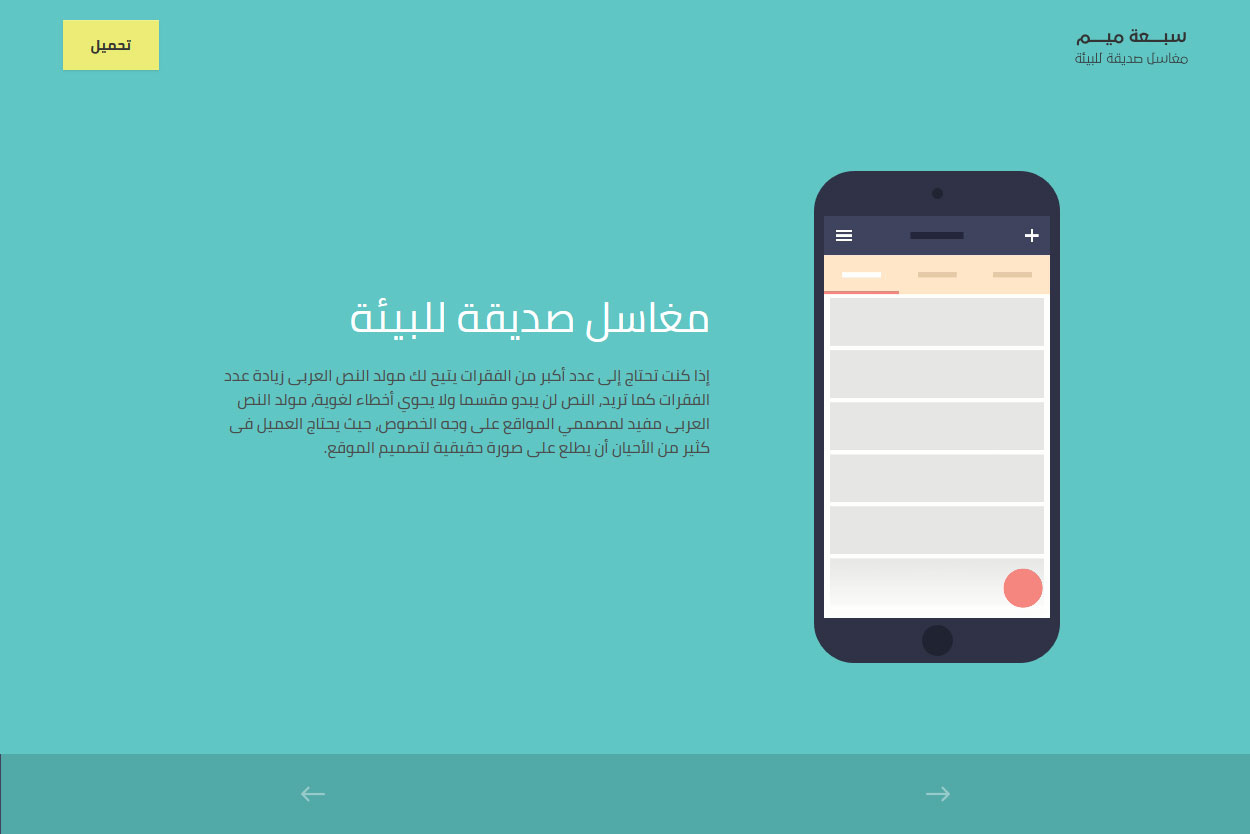 سبعة ميم
مغاسل صديقة للبيئة
تحميل
مغاسل صديقة للبيئة
إذا كنت تحتاج إلى عدد أكبر من الفقرات يتيح لك مولد النص العربى زيادة عدد
الفقرات كما تريد, النص لن يبدو مقسما ولا يحوي أخطاء لغوية, مولد النص
العربى مفيد لمصممي المواقع على وجه الخصوص, حيث يحتاج العميل فى
كثير من الأحيان أن يطلع على صورة حقيقية لتصميم الموقع.